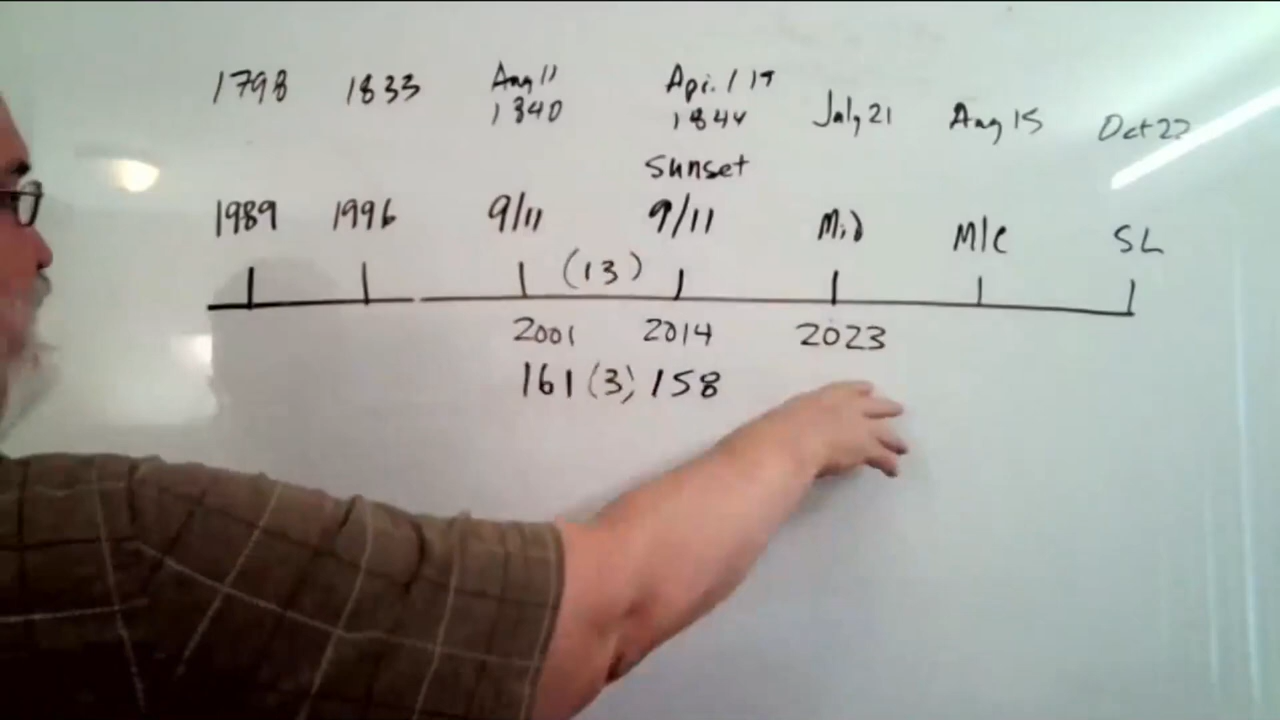 1798 1833 Aug 11 April 19 July 21 Aug 15 Oct 22
1840 1844
Sunset
1989 1996 9/11 9/11 Mid M/C SL
(13)
2001 2014 2023
161 (3) 158